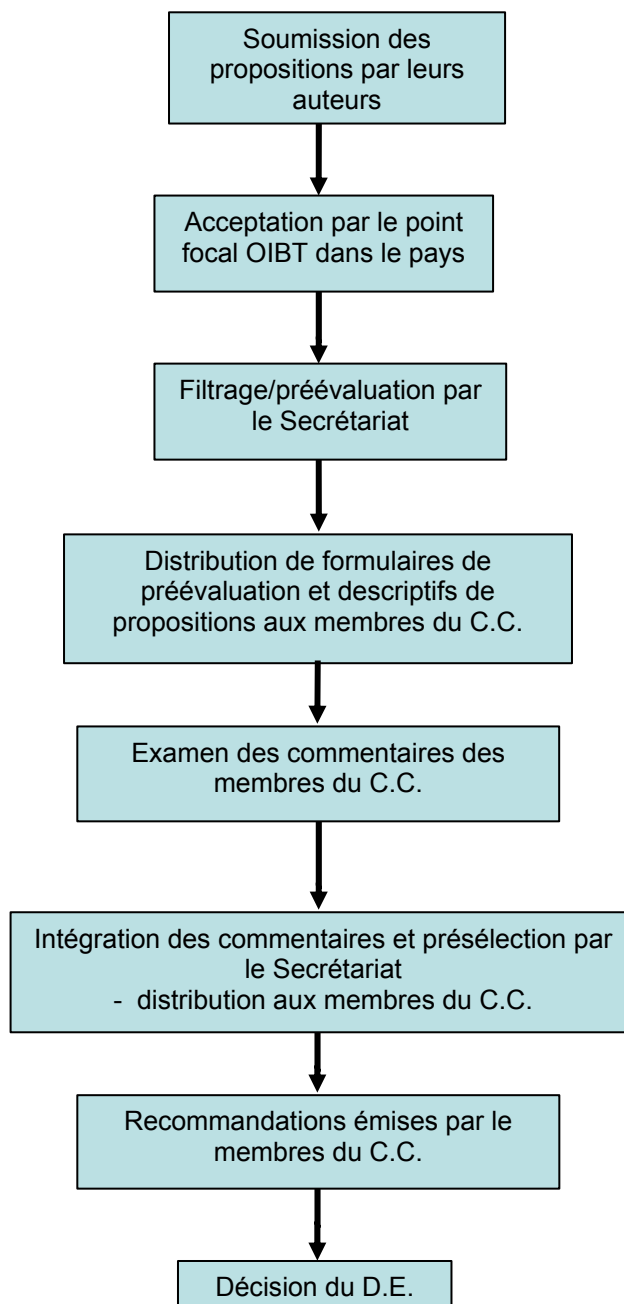 Soumission des
propositions par leurs
auteurs
Acceptation par le point
focal OIBT dans le pays
Filtrage/préévaluation par
le Secrétariat
Distribution de formulaires de
préévaluation et descriptifs de
propositions aux membres du C.C.
Examen des commentaires des
membres du C.C.
Intégration des commentaires et présélection par
le Secrétariat
- distribution aux membres du C.C.
Recommandations émises par le
membres du C.C.
Décision du D.E.